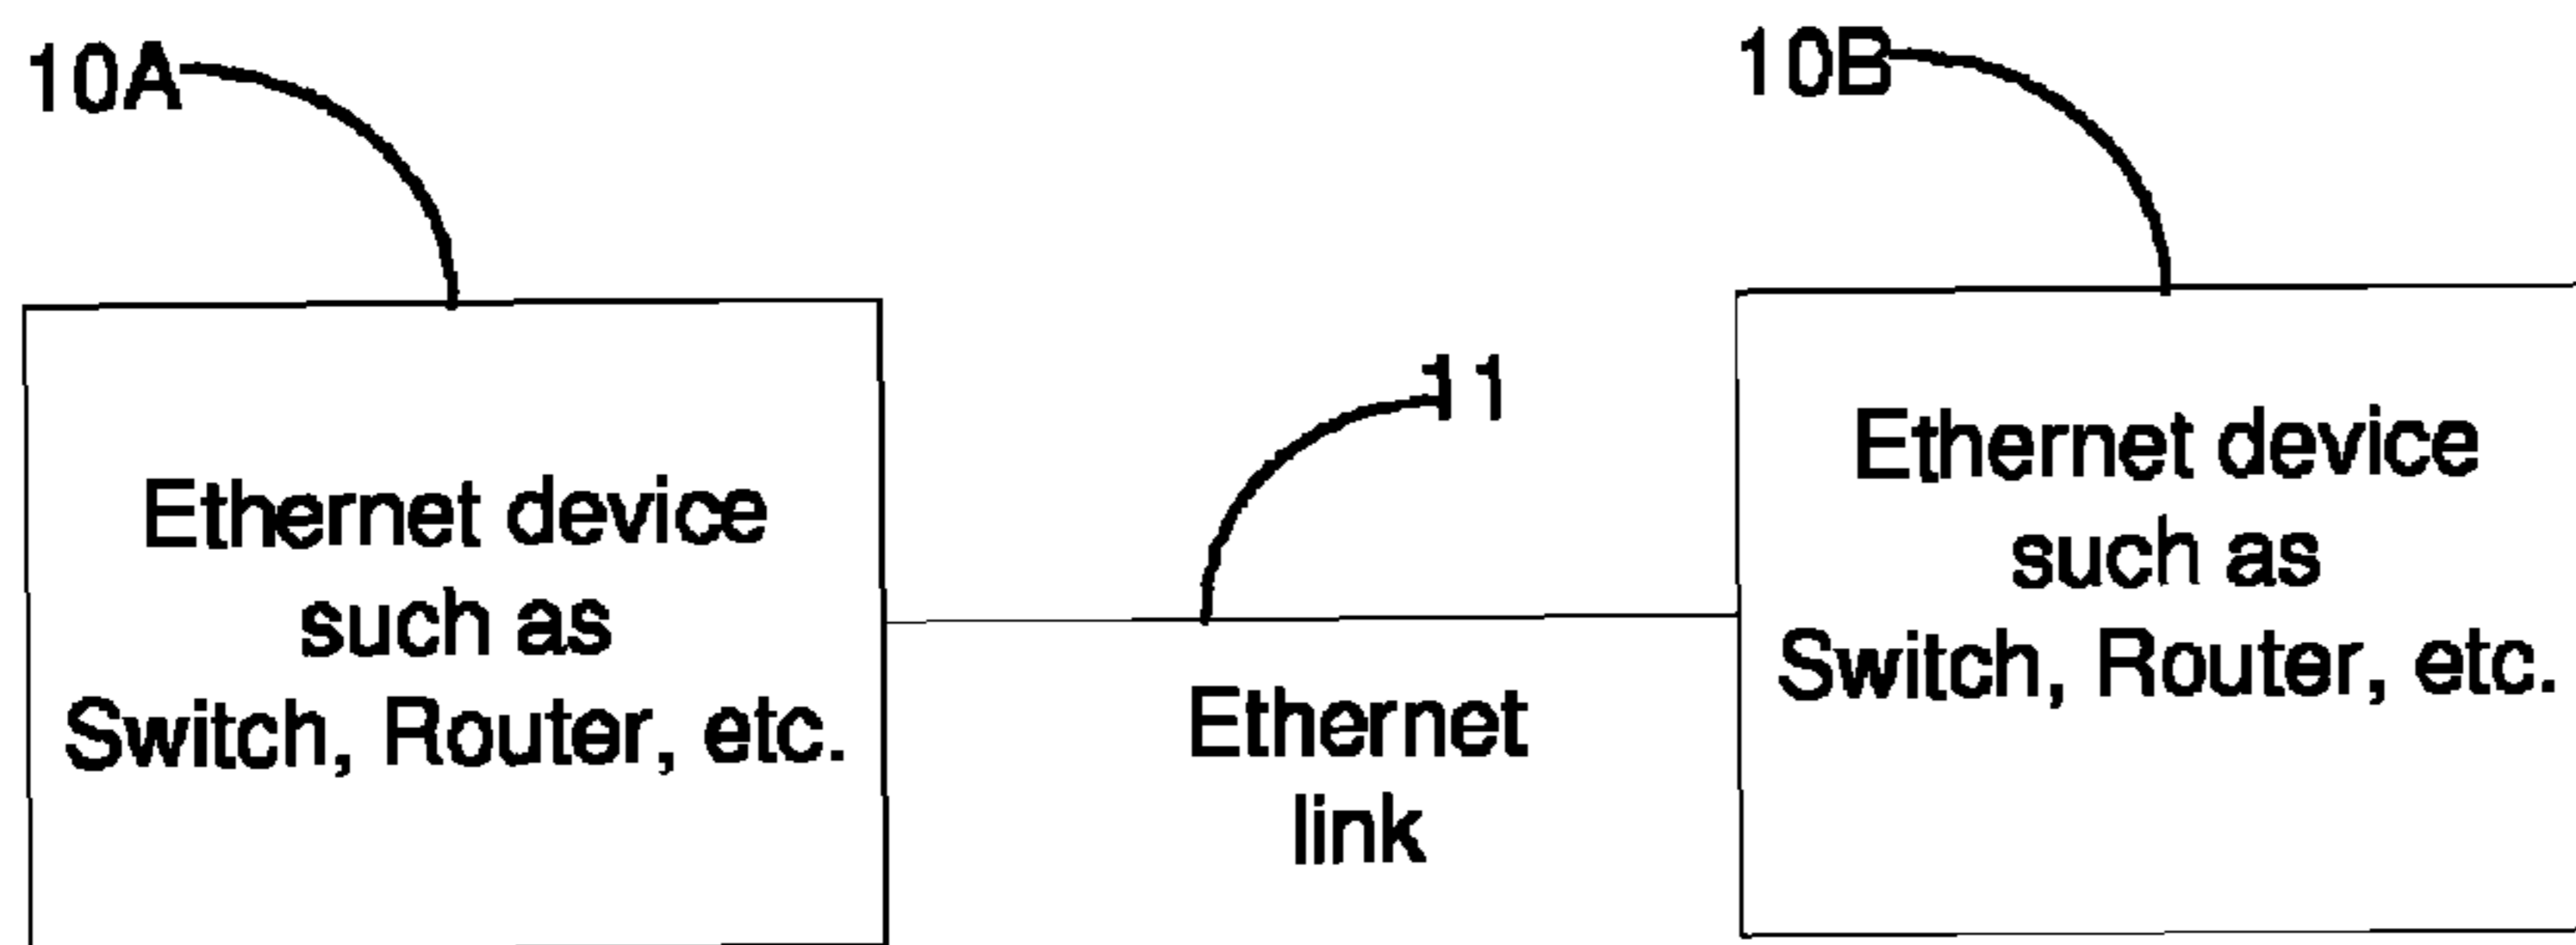 10A
10B
11
Ethernet device
such as
Switch, Router, etc.
Ethernet
link
Ethernet device
such as
Switch, Router, etc.